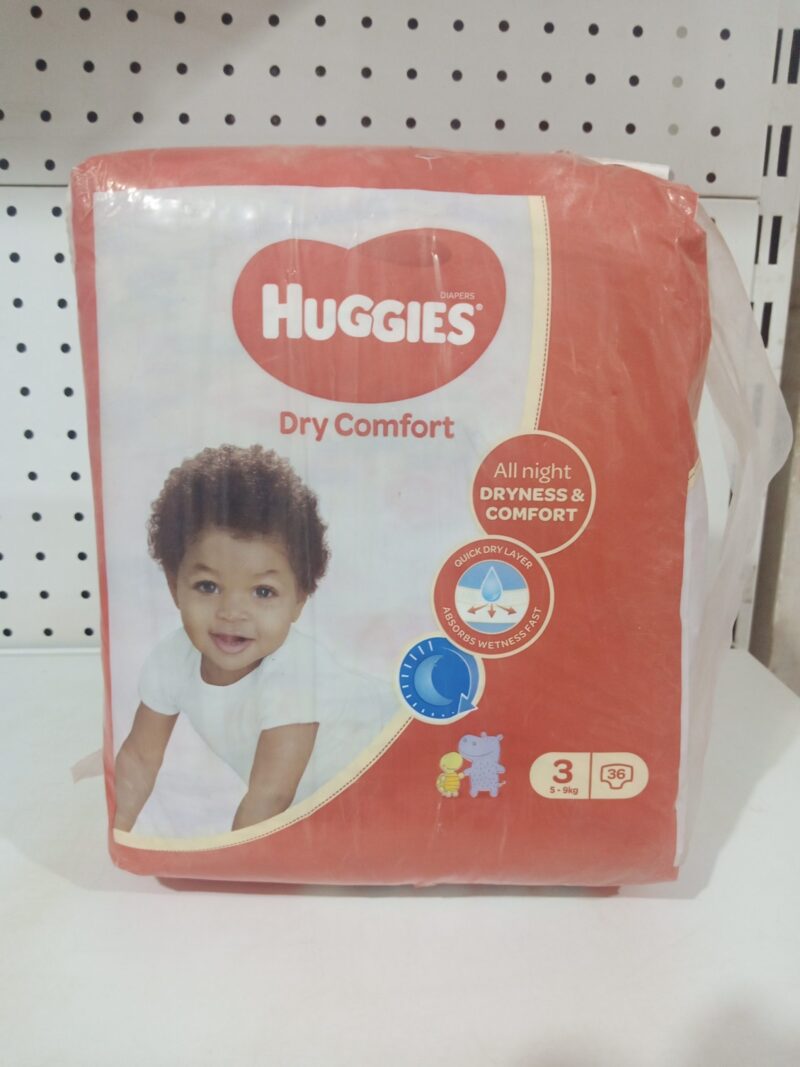 DIAPERS
HUGGIES®
Dry Comfort
All night
DRYNESS &
COMFORT
QUICK DRY LAYER
ABSORBS WETNESS FAST
3
5 - 9kg
36